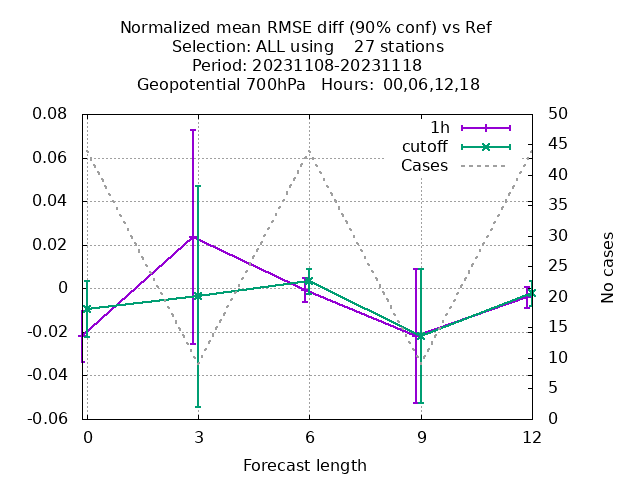 Normalized mean RMSE diff (90% conf) vs Ref
Selection: ALL using    27 stations
Period: 20231108-20231118
Geopotential 700hPa   Hours: 00,06,12,18
0.08
0.06
0.04
0.02
0
-0.02
-0.04
-0.06
50
45
40
35
30
25
20
15
10
5
0
1h
cutoff
Cases
No cases
0 3 6 9 12
Forecast length